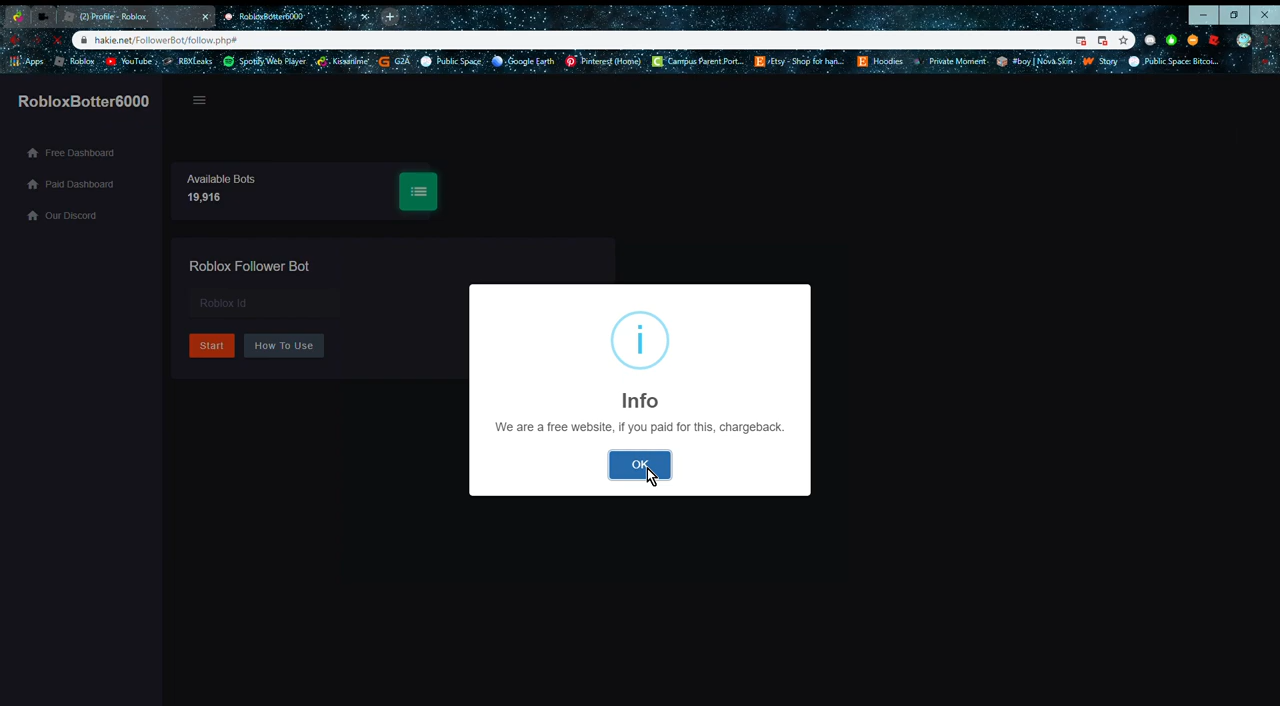 (2) Profile - Roblox
RobloxBotter6000
hakie.net/FollowerBot/follow.php#
Apps
Roblox
YouTube
RBXLeaks
Spotify Web Player
Kissanime
G2A
Public Space
Google Earth
Pinterest (Home)
Campus Parent Port...
Etsy - Shop for han...
Hoodies
Private Moment
#boy | Nova Skin
Story
Public Space: Bitcoi...
RobloxBotter6000
Free Dashboard
Paid Dashboard
Our Discord
Available Bots
19,916
Roblox Follower Bot
Roblox Id
Start
How To Use
Info
We are a free website, if you paid for this, chargeback.
OK